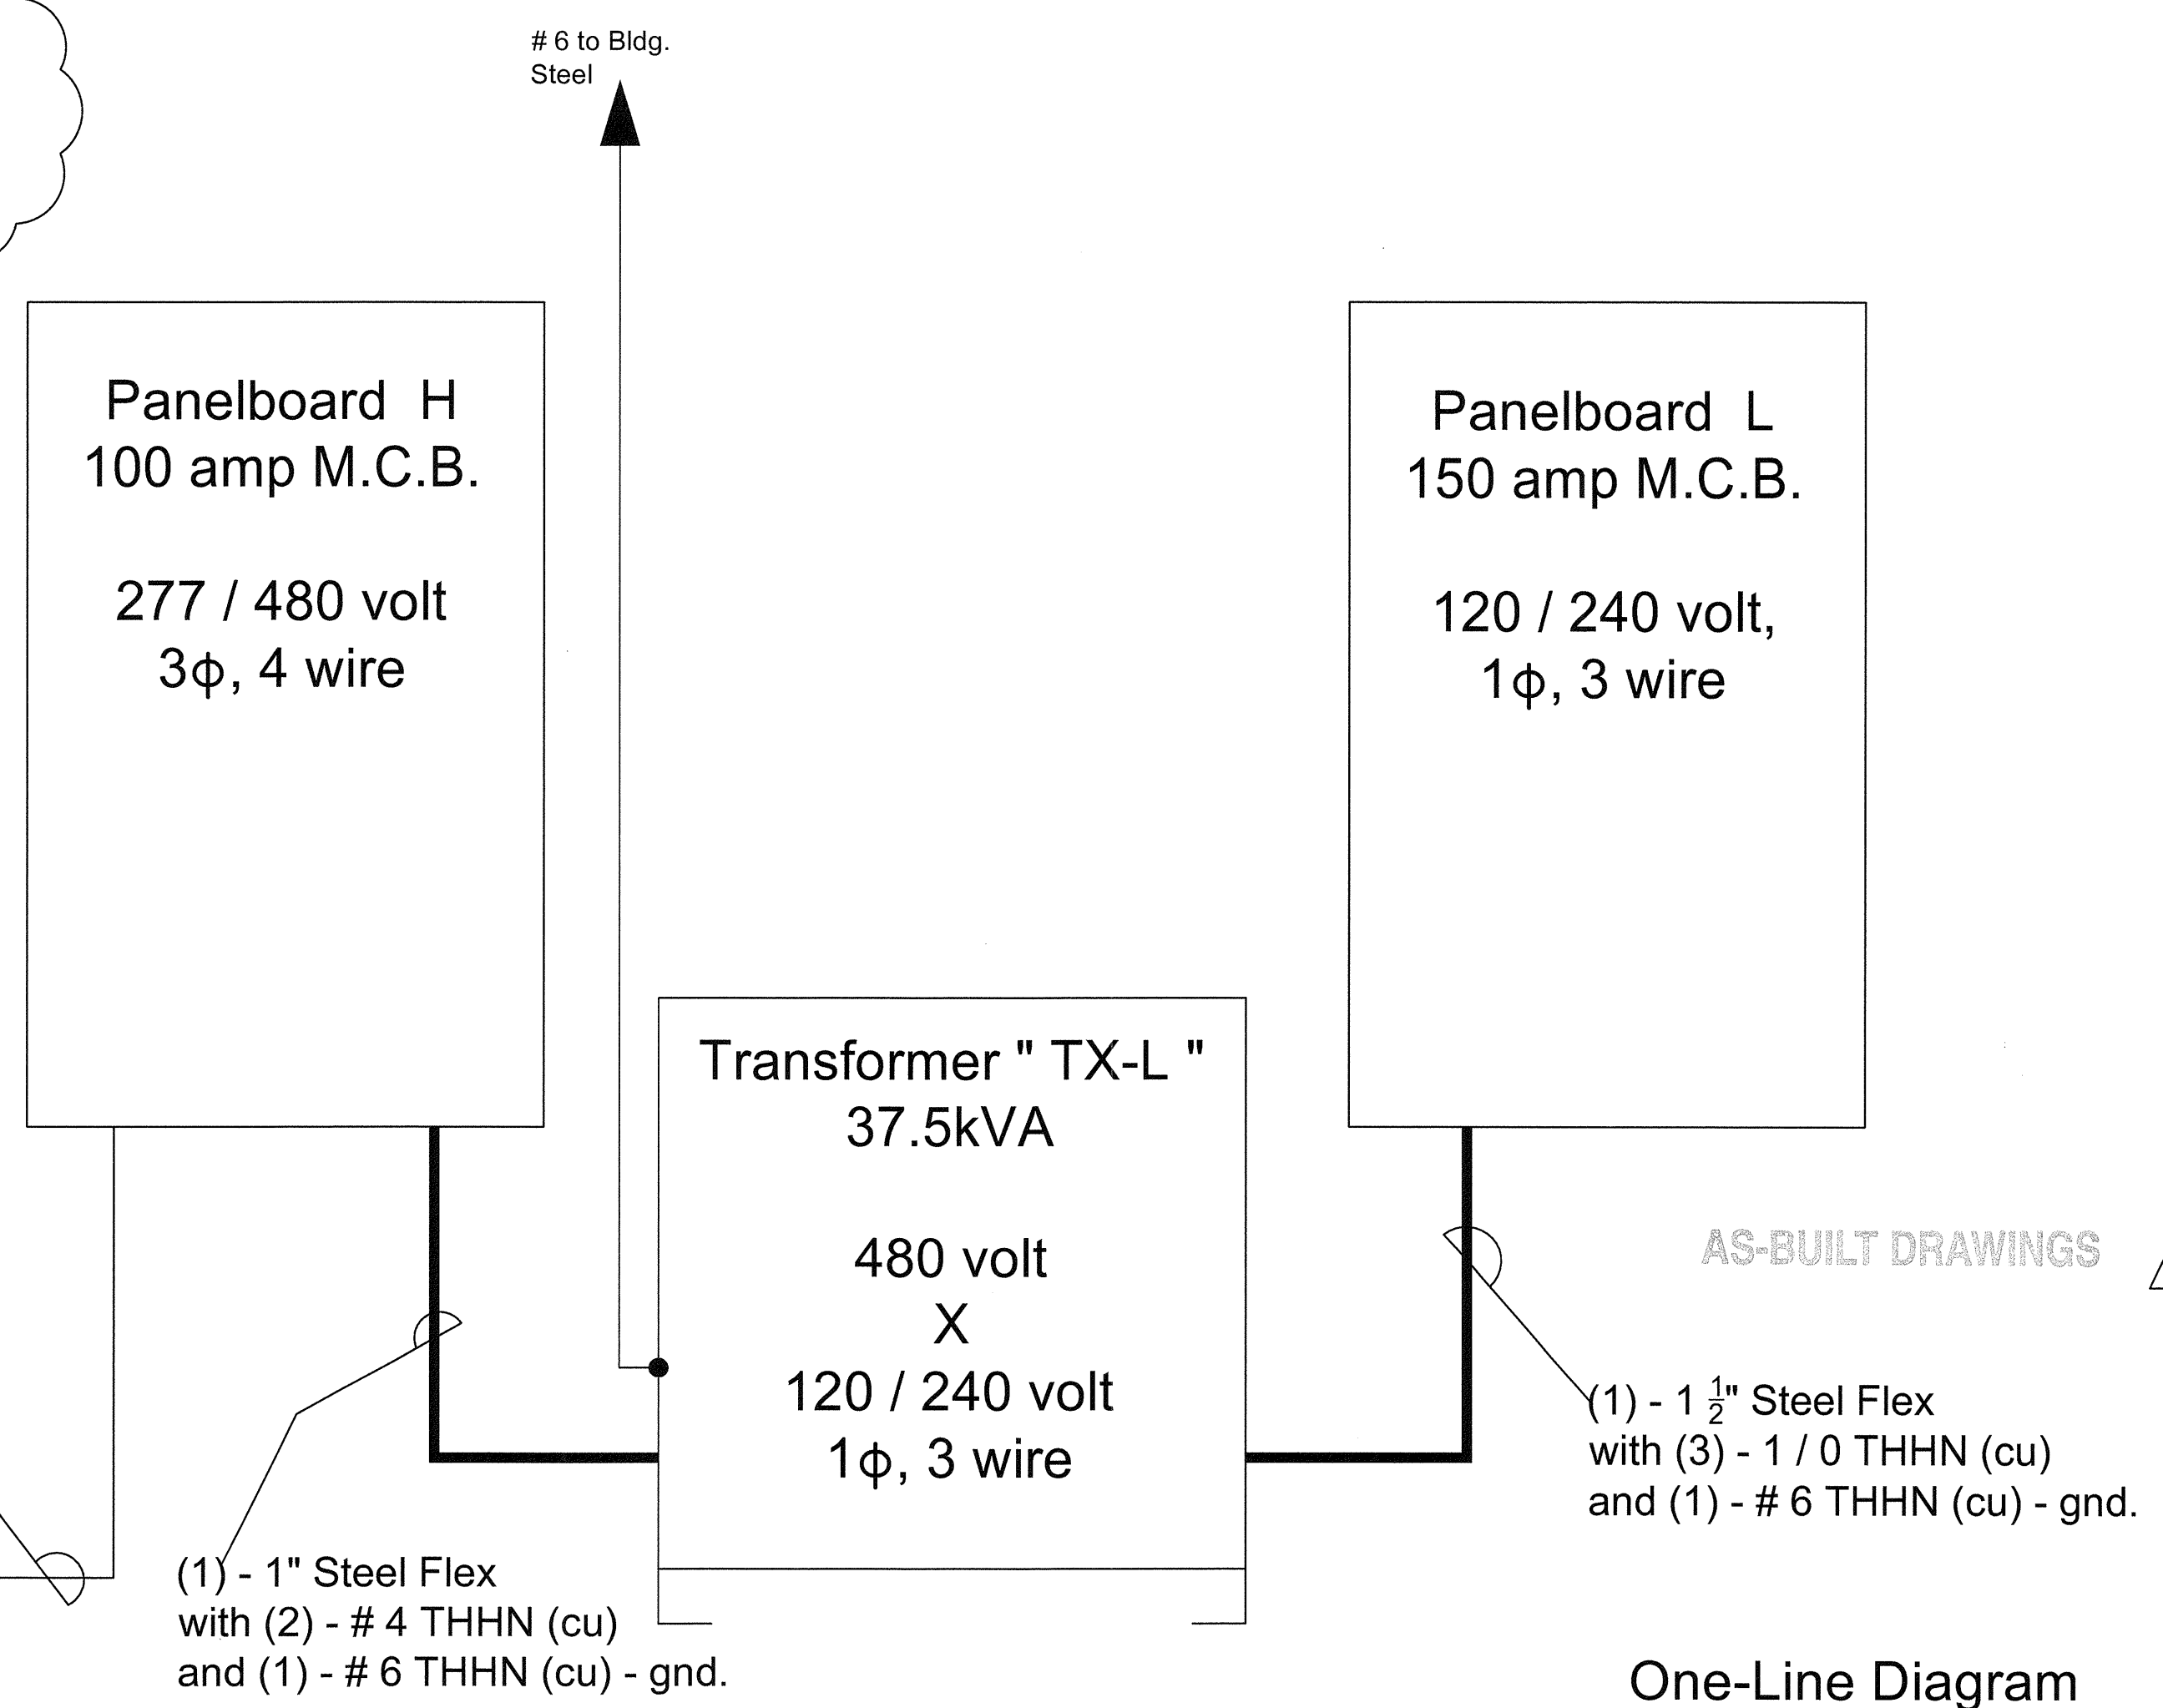 # 6 to Bldg.
Steel
Panelboard H
100 amp M.C.B.
277 / 480 volt
3ϕ, 4 wire
Panelboard L
150 amp M.C.B.
120 / 240 volt,
1ϕ, 3 wire
Transformer " TX-L "
37.5kVA
480 volt
X
120 / 240 volt
1ϕ, 3 wire
AS-BUILT DRAWINGS
(1) - 1 1/2" Steel Flex
with (3) - 1 / 0 THHN (cu)
and (1) - # 6 THHN (cu) - gnd.
(1) - 1" Steel Flex
with (2) - # 4 THHN (cu)
and (1) - # 6 THHN (cu) - gnd.
One-Line Diagram